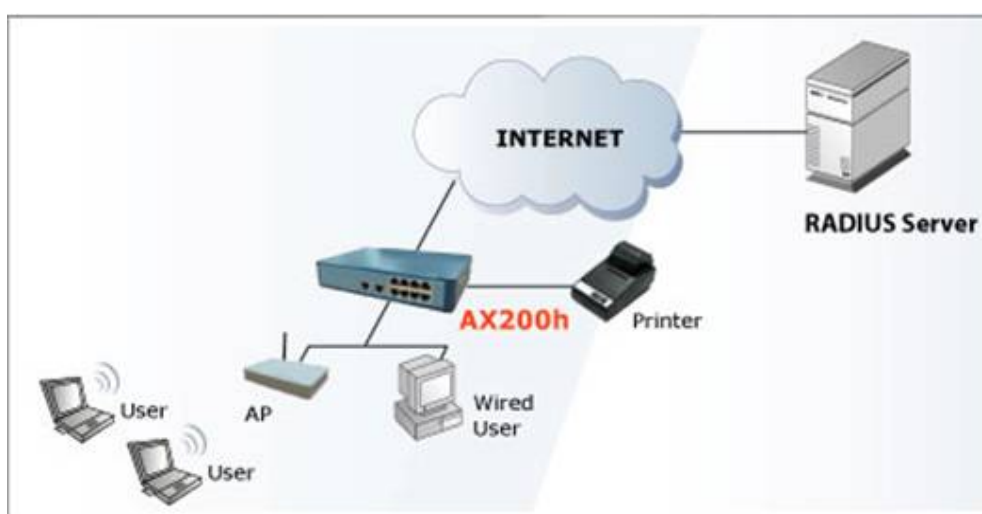 INTERNET
RADIUS Server
AX200h
Printer
AP
Wired
User
User
User